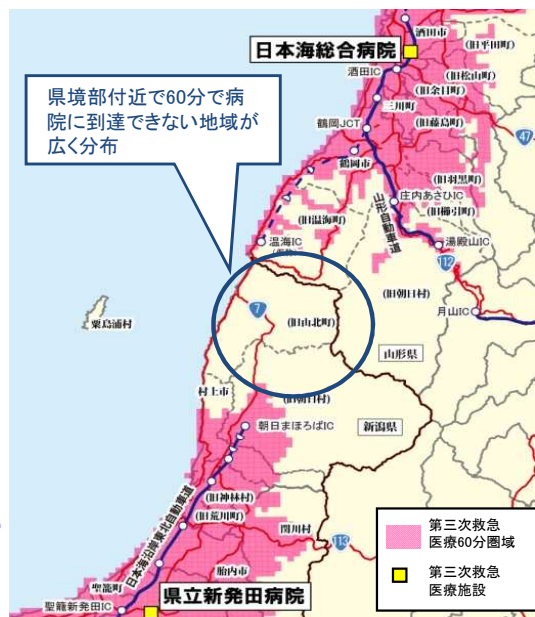 酒田市
日本海総合病院
(旧平田町)
酒田IC
(旧松山町)
(旧余目町)
三川町
県境部付近で60分で病
院に到達できない地域が
広く分布
鶴岡JCT
(旧藤島町)
47
鶴岡市
(旧羽黒町)
庄内あさひIC
(旧温海町)
山形自動車道
(旧櫛引町)
温海IC
湯殿山IC
112
(旧朝日村)
月山IC
7
粟島浦村
(旧山北町)
山形県
村上市
(旧朝日村)
新潟県
朝日まほろばIC
日本海沿岸東北自動車道
(旧神林村)
(旧荒川町)
関川村
113
第三次救急
医療60分圏域
胎内市
聖籠町
第三次救急
医療施設
県立新発田病院
聖籠新発田IC